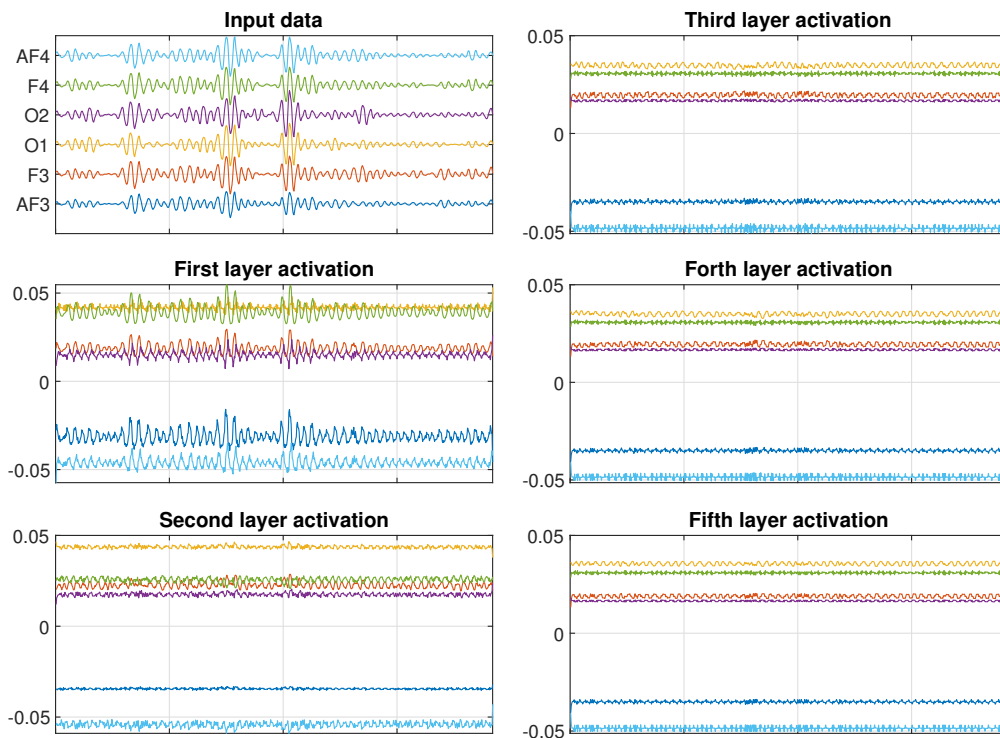 Input data
AF4
F4
O2
O1
F3
AF3
First layer activation
0.05
0
-0.05
Second layer activation
0.05
0
-0.05
Third layer activation
0.05
0
-0.05
Forth layer activation
0.05
0
-0.05
Fifth layer activation
0.05
0
-0.05